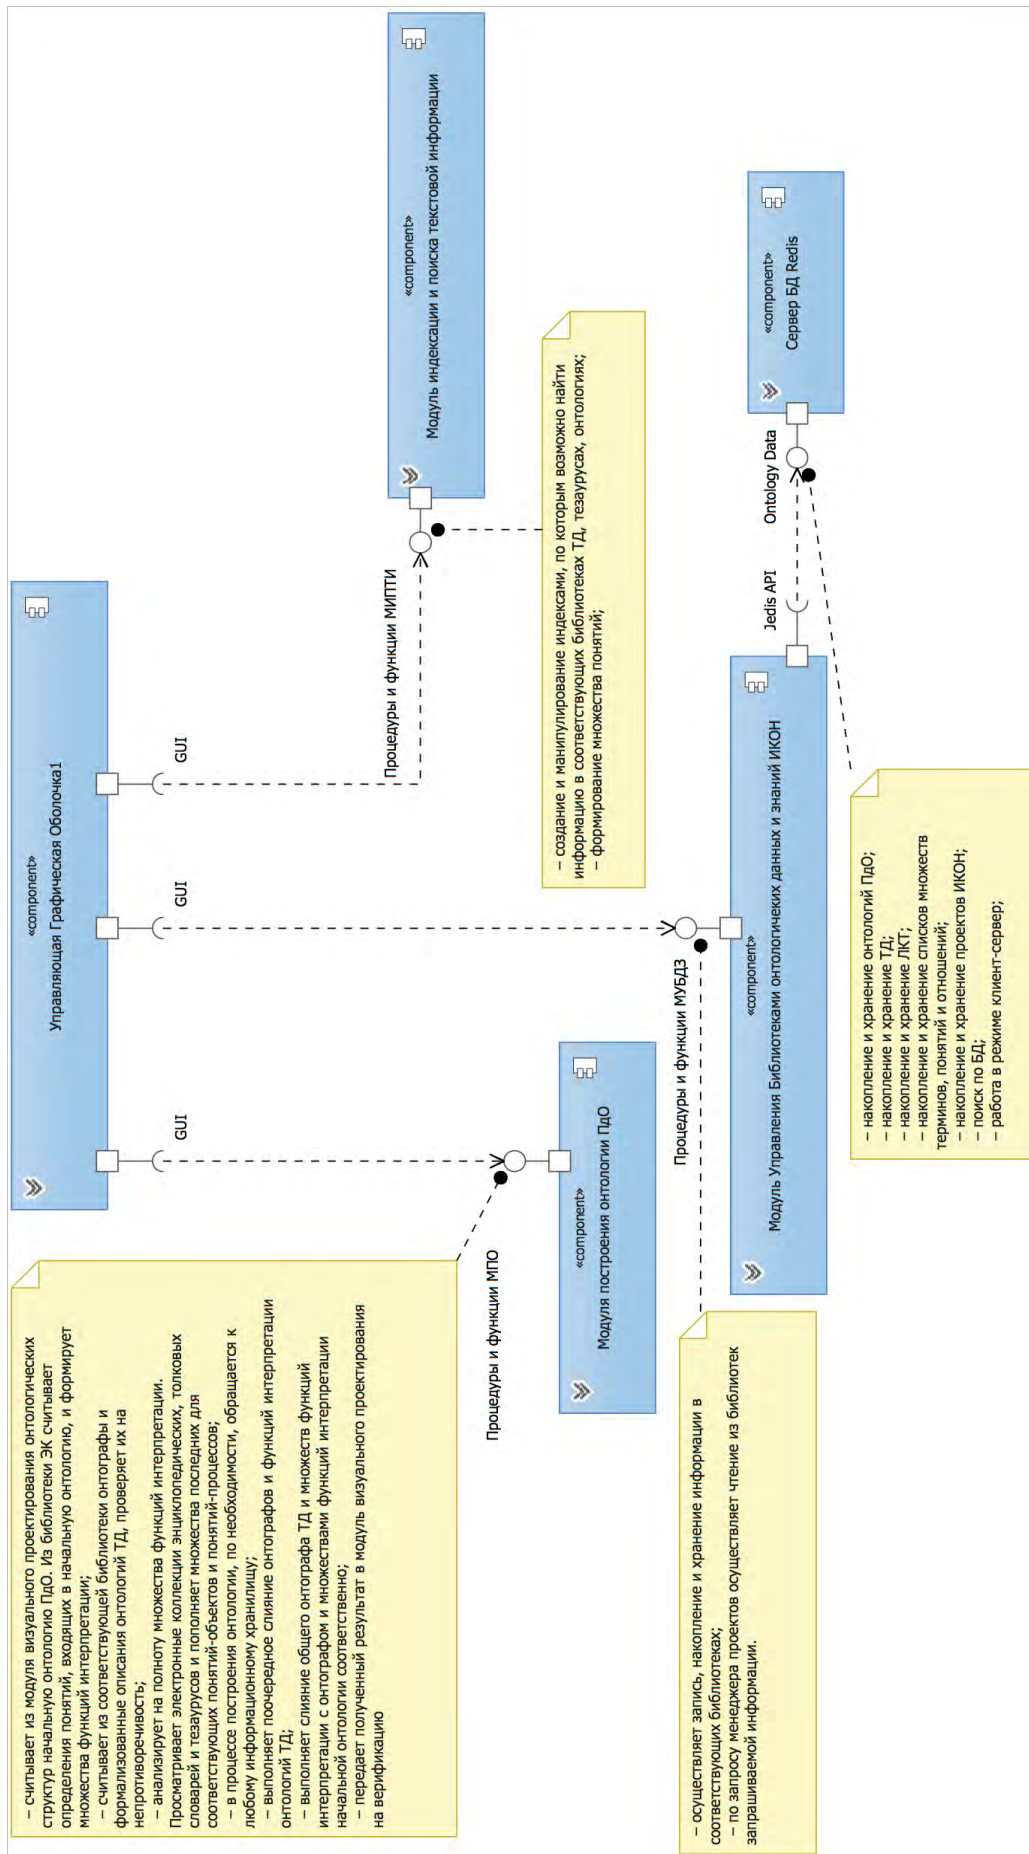 – считывает из модуля визуального проектирования онтологических
структур начальную онтологию ПдО. Из библиотеки ЭК считывает
определения понятий, входящих в начальную онтологию, и формирует
множества функций интерпретации;
– считывает из соответствующей библиотеки онтографы и
формализованные описания онтологий ТД, проверяет их на
непротиворечивость;
– анализирует на полноту множества функций интерпретации.
Просматривает электронные коллекции энциклопедических, толковых
словарей и тезаурусов и пополняет множества последних для
соответствующих понятий-объектов и понятий-процессов;
– в процессе построения онтологии, по необходимости, обращается к
любому информационному хранилищу;
– выполняет поочередное слияние онтографов и функций интерпретации
онтологий ТД;
– выполняет слияние общего онтографа ТД и множеств функций
интерпретации с онтографом и множествами функций интерпретации
начальной онтологии соответственно;
– передает полученный результат в модуль визуального проектирования
на верификацию
«component»
Управляющая Графическая Оболочка1
GUI
GUI
GUI
«component»
Модуль индексации и поиска текстовой информации
Процедуры и функции МИПТИ
Процедуры и функции МПО
«component»
Модуля построения онтологии ПдО
– создание и манипулирование индексами, по которым возможно найти
информацию в соответствующих библиотеках ТД, тезаурусах, онтологиях;
– формирование множества понятий;
Процедуры и функции МУБДЗ
– осуществляет запись, накопление и хранение информации в
соответствующих библиотеках;
– по запросу менеджера проектов осуществляет чтение из библиотек
запрашиваемой информации.
«component»
Модуль Управления Библиотеками онтологичеких данных и знаний ИКОН
Jedis API
Ontology Data
«component»
Сервер БД Redis
– накопление и хранение онтологий ПдО;
– накопление и хранение ТД;
– накопление и хранение ЛКТ;
– накопление и хранение списков множеств
терминов, понятий и отношений;
– накопление и хранение проектов ИКОН;
– поиск по БД;
– работа в режиме клиент-сервер;